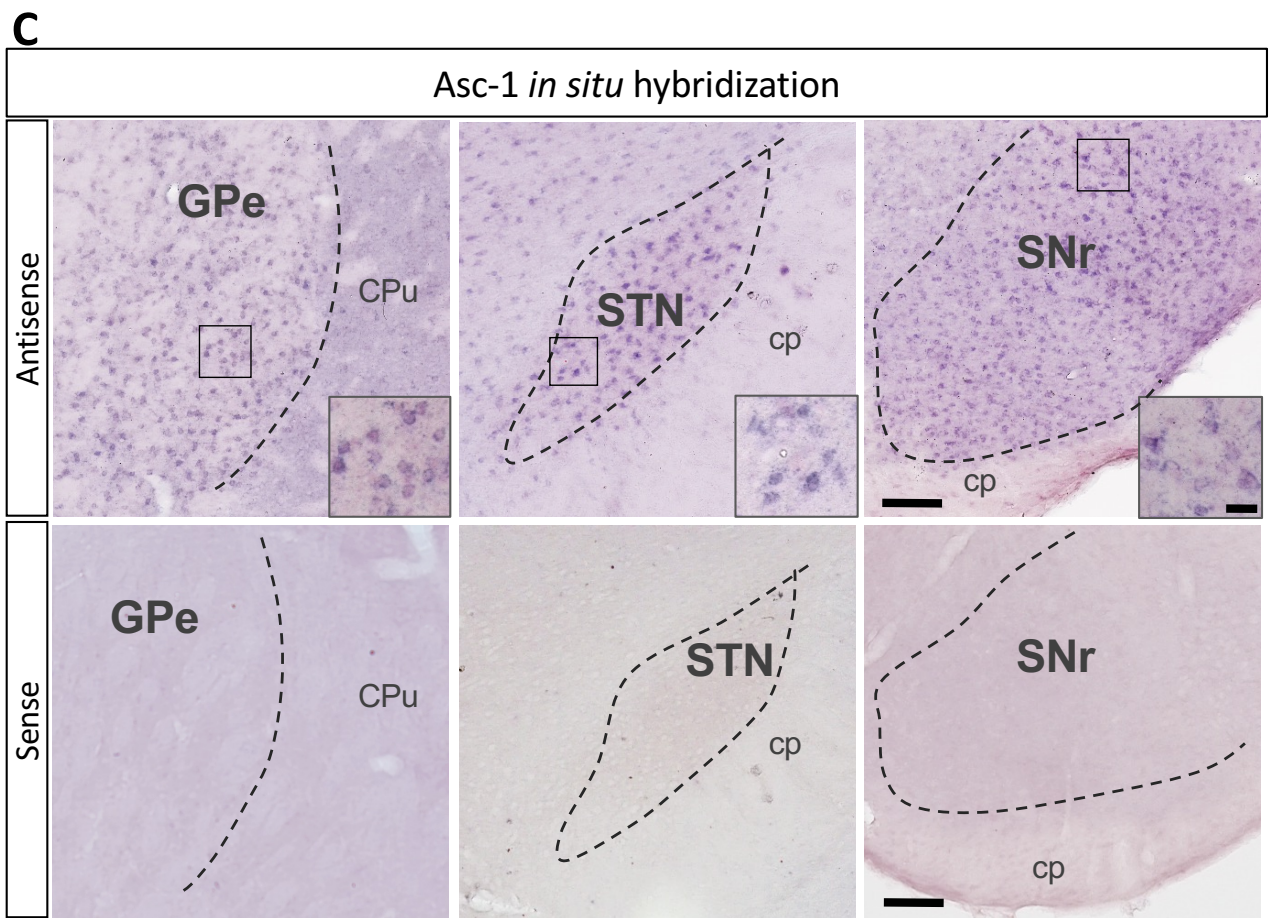 C
Asc-1 in situ hybridization
Antisense
GPe
CPu
STN
cp
SNr
cp
Sense
GPe
CPu
STN
cp
SNr
cp